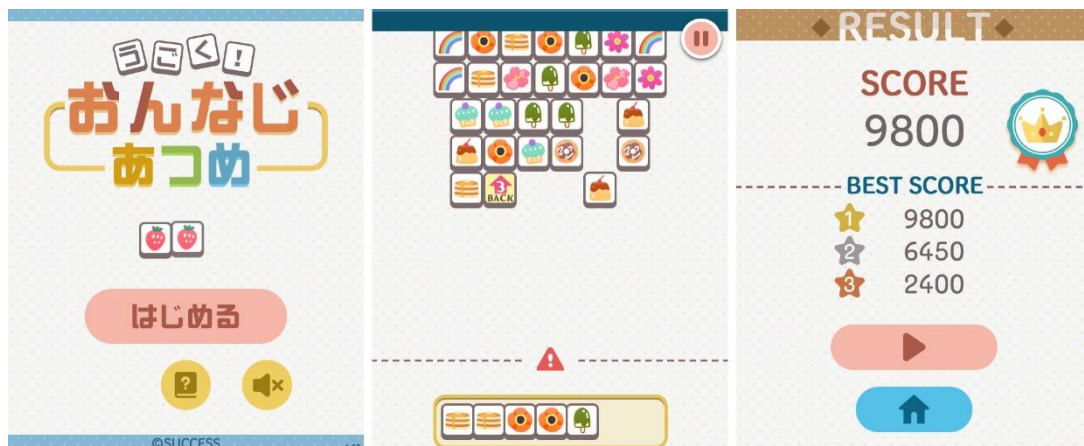 うごく!
おんなじ
あつめ
はじめる
?
©SUCCESS
3
BACK
!
RESULT
SCORE
9800
BEST SCORE
1 9800
2 6450
3 2400